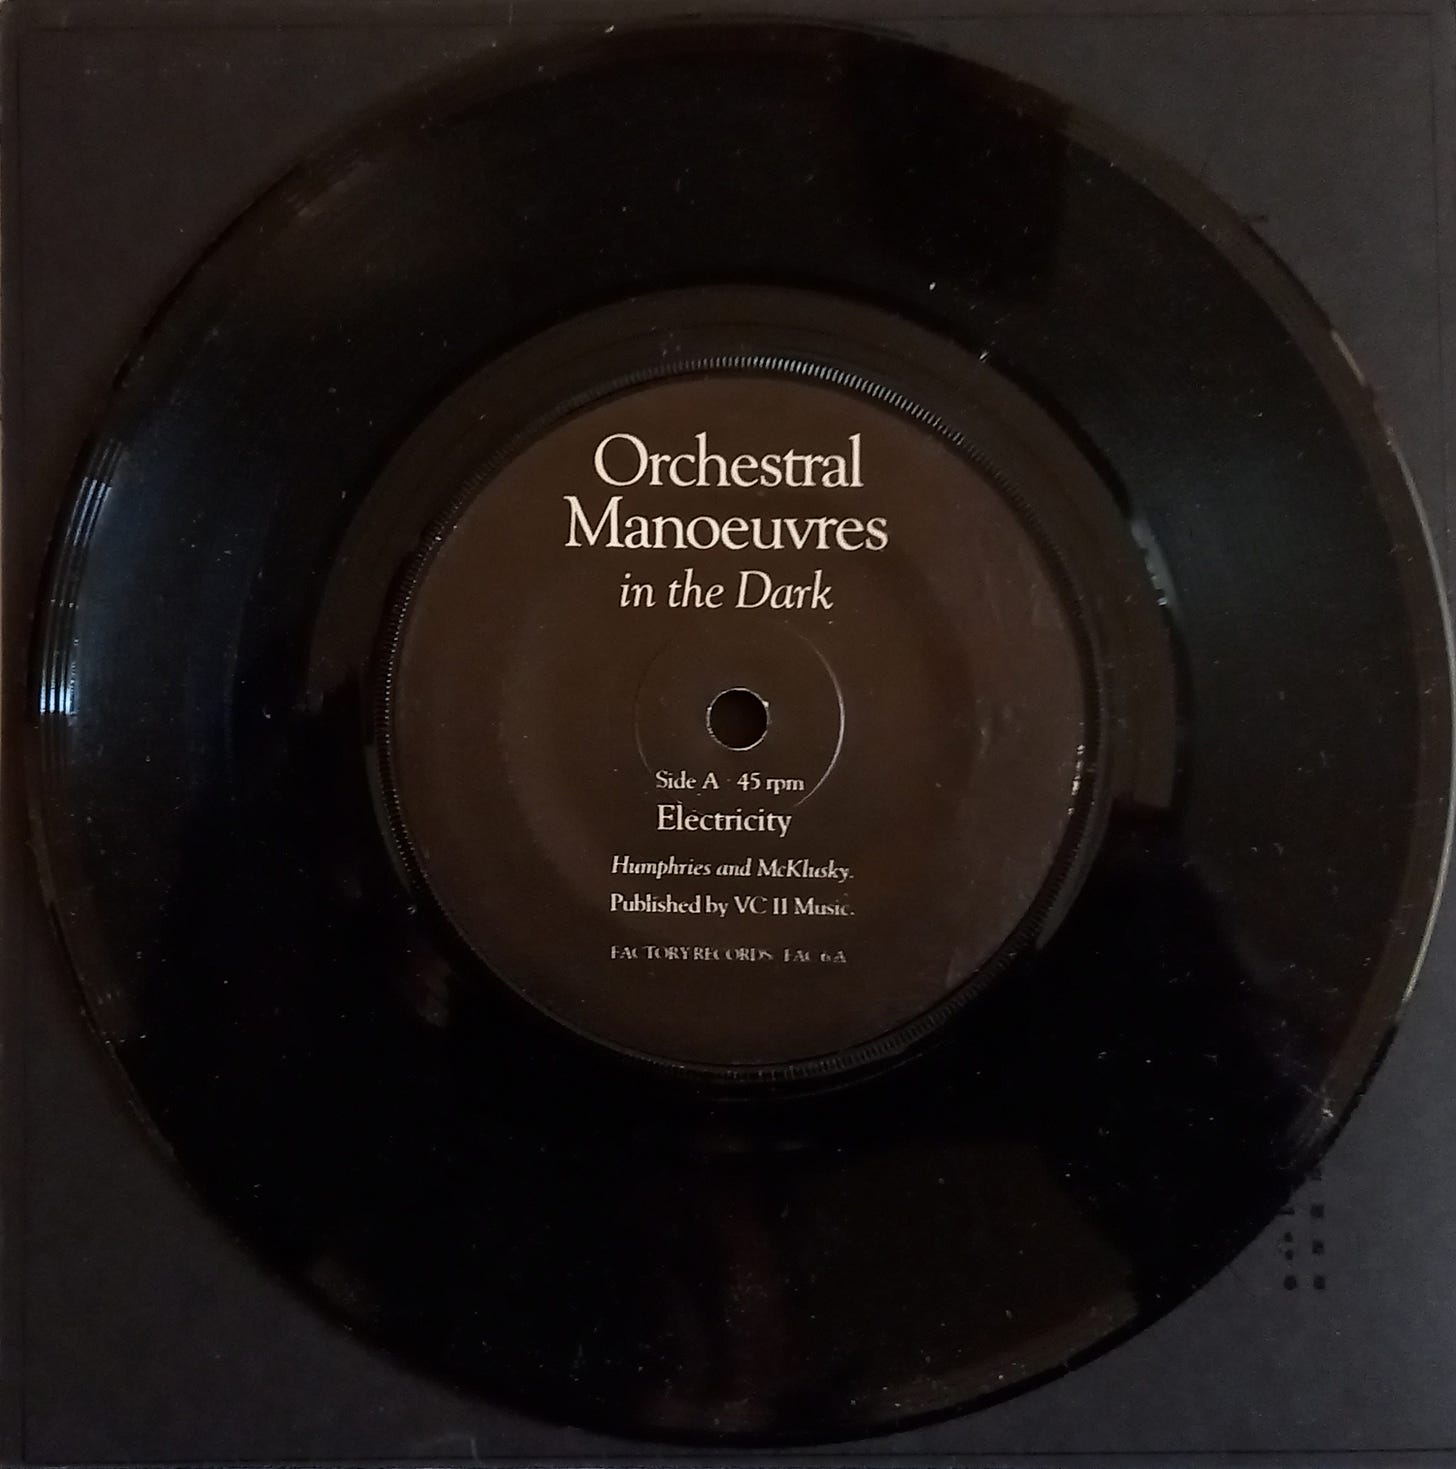 Orchestral
Manoeuvres
in the Dark
Side A · 45 rpm
Electricity
Humphries and McKlusky.
Published by VC II Music.
FACTORY RECORDS FAC 6 A